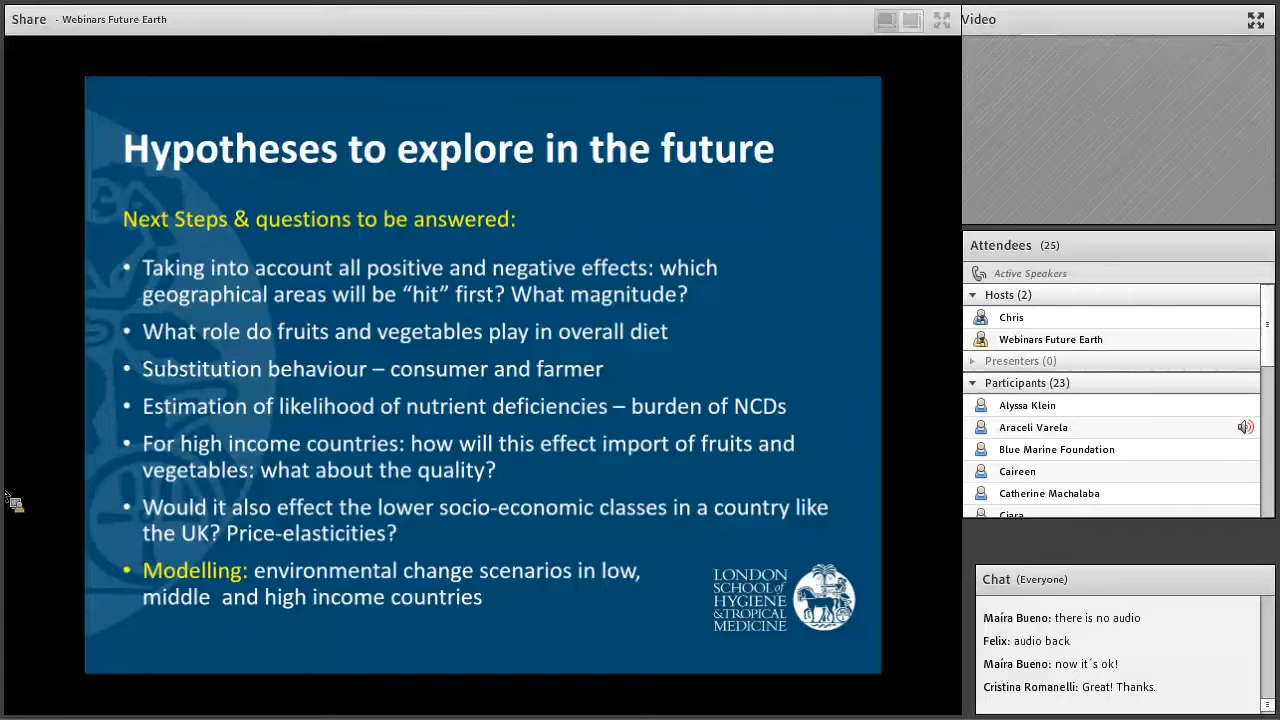 Share - Webinars Future Earth
Hypotheses to explore in the future
Next Steps & questions to be answered:
• Taking into account all positive and negative effects: which
geographical areas will be “hit” first? What magnitude?
• What role do fruits and vegetables play in overall diet
• Substitution behaviour – consumer and farmer
• Estimation of likelihood of nutrient deficiencies – burden of NCDs
• For high income countries: how will this effect import of fruits and
vegetables: what about the quality?
• Would it also effect the lower socio-economic classes in a country like
the UK? Price-elasticities?
• Modelling: environmental change scenarios in low,
middle and high income countries
LONDON
SCHOOL of
HYGIENE
& TROPICAL
MEDICINE
Video
Attendees (25)
Active Speakers
Hosts (2)
Chris
Webinars Future Earth
Presenters (0)
Participants (23)
Alyssa Klein
Araceli Varela
Blue Marine Foundation
Caireen
Catherine Machalaba
Ciara
Chat (Everyone)
Maíra Bueno: there is no audio
Felix: audio back
Maíra Bueno: now it´s ok!
Cristina Romanelli: Great! Thanks.